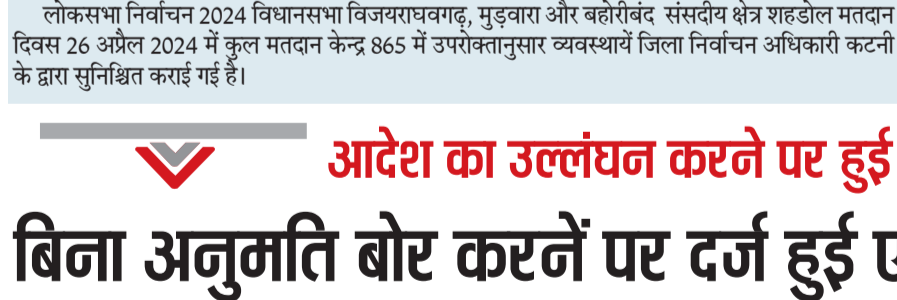 लोकसभा निर्वाचन 2024 विधानसभा विजयराघवगढ़, मुड़वारा और बहोरीबंद संसदीय क्षेत्र शहडोल मतदान
दिवस 26 अप्रैल 2024 में कुल मतदान केन्द्र 865 में उपरोक्तानुसार व्यवस्थायें जिला निर्वाचन अधिकारी कटनी
के द्वारा सुनिश्चित कराई गई है।
आदेश का उल्लंघन करने पर हुई
बिना अनुमति बोर करनें पर दर्ज हुई